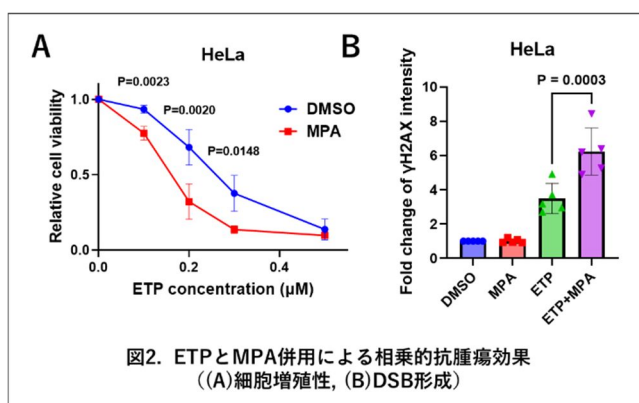 A
HeLa
P=0.0023
P=0.0020
P=0.0148
DMSO
MPA
Relative cell viability
1.0
0.5
0.0
0.0
0.2
0.4
ETP concentration (μM)
B
HeLa
P = 0.0003
Fold change of γH2AX intensity
10
8
6
4
2
0
DMSO
MPA
ETP
ETP+MPA
図2. ETPとMPA併用による相乗的抗腫瘍効果
((A)細胞増殖性, (B)DSB形成)